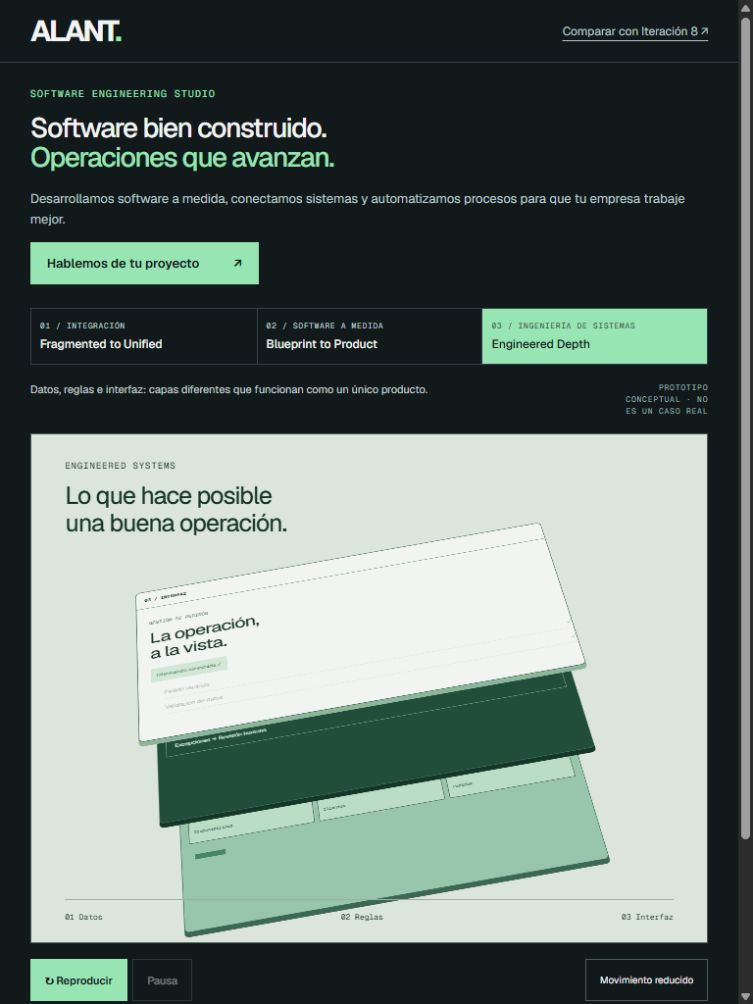 ALANT.
Comparar con Iteración 8 ↗
SOFTWARE ENGINEERING STUDIO
Software bien construido.
Operaciones que avanzan.
Desarrollamos software a medida, conectamos sistemas y automatizamos procesos para que tu empresa trabaje
mejor.
Hablemos de tu proyecto ↗
01 / INTEGRACIÓN
Fragmented to Unified
02 / SOFTWARE A MEDIDA
Blueprint to Product
03 / INGENIERÍA DE SISTEMAS
Engineered Depth
Datos, reglas e interfaz: capas diferentes que funcionan como un único producto.
PROTOTIPO
CONCEPTUAL · NO
ES UN CASO REAL
ENGINEERED SYSTEMS
Lo que hace posible
una buena operación.
03 / INTERFAZ
La operación,
a la vista.
Excepciones → Revisión humana
01 Datos
02 Reglas
03 Interfaz
↻ Reproducir
Pausa
Movimiento reducido